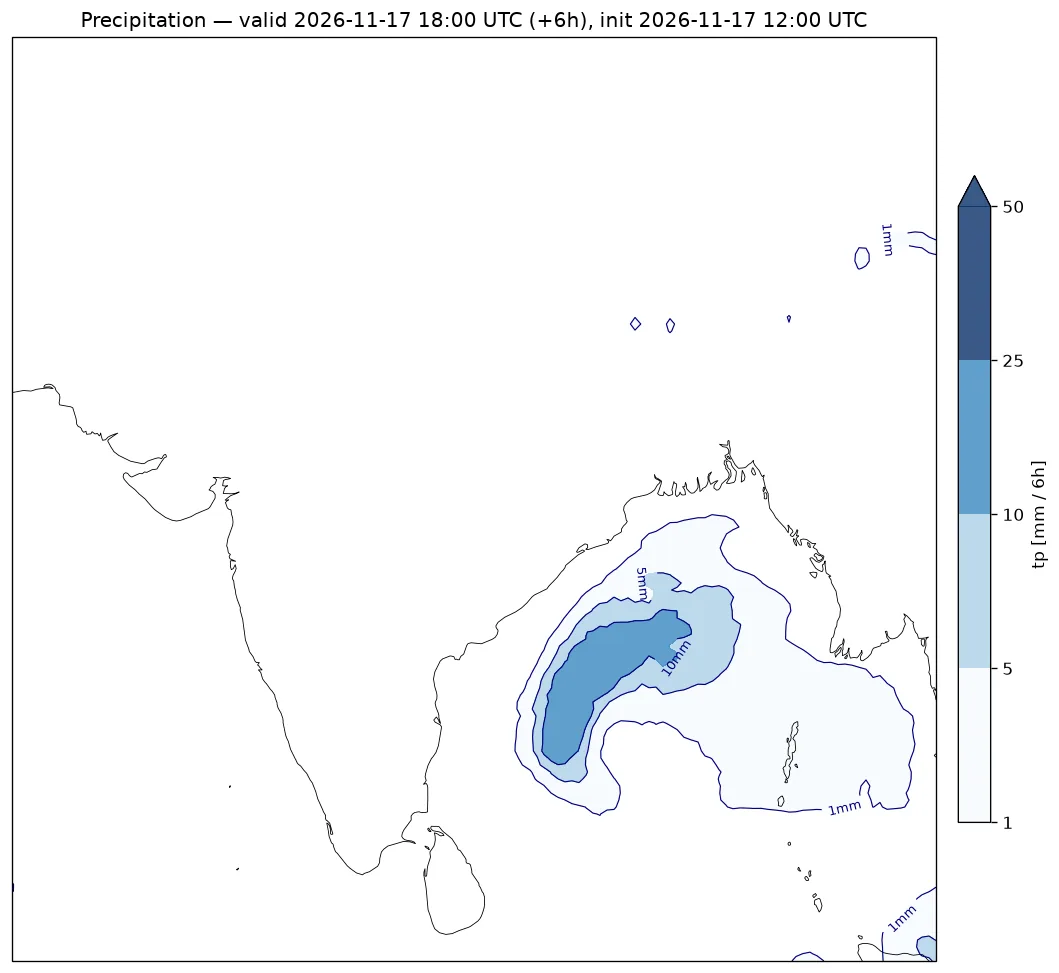 Precipitation — valid 2026-11-17 18:00 UTC (+6h), init 2026-11-17 12:00 UTC
50
1mm
25
10
tp [mm / 6h]
5mm
10mm
5
1mm
1
1mm